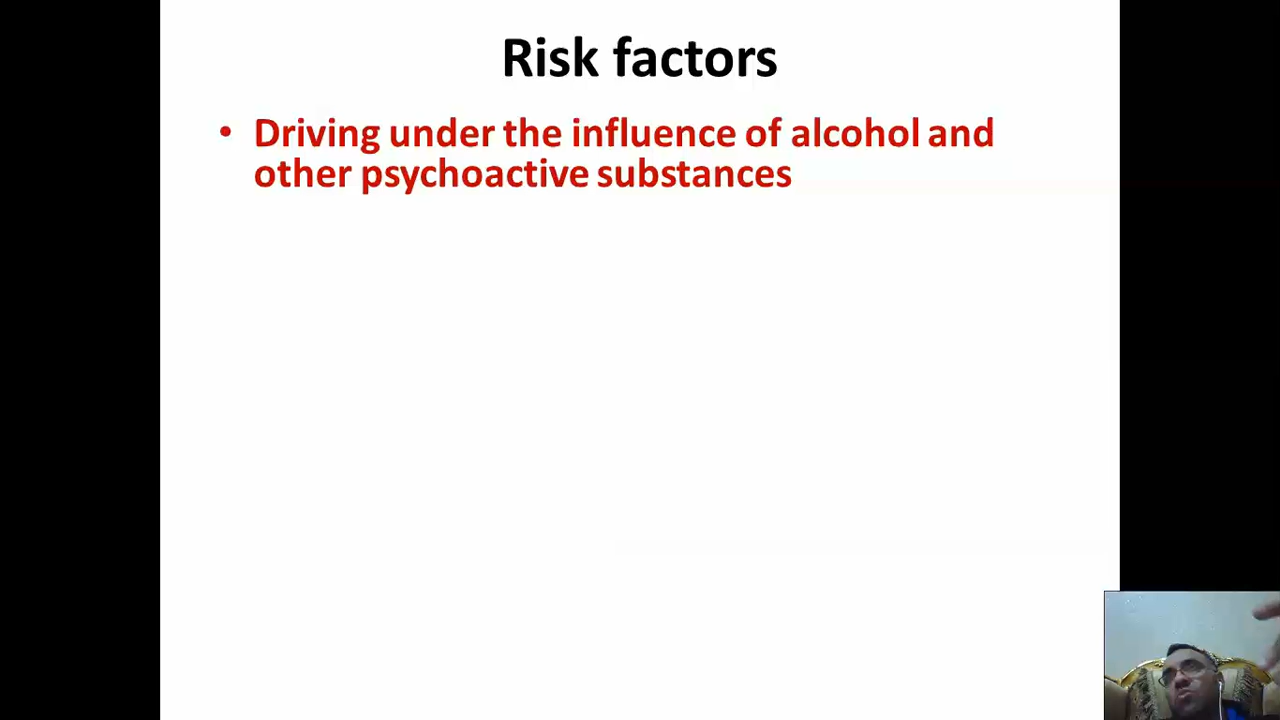 Risk factors
• Driving under the influence of alcohol and
other psychoactive substances